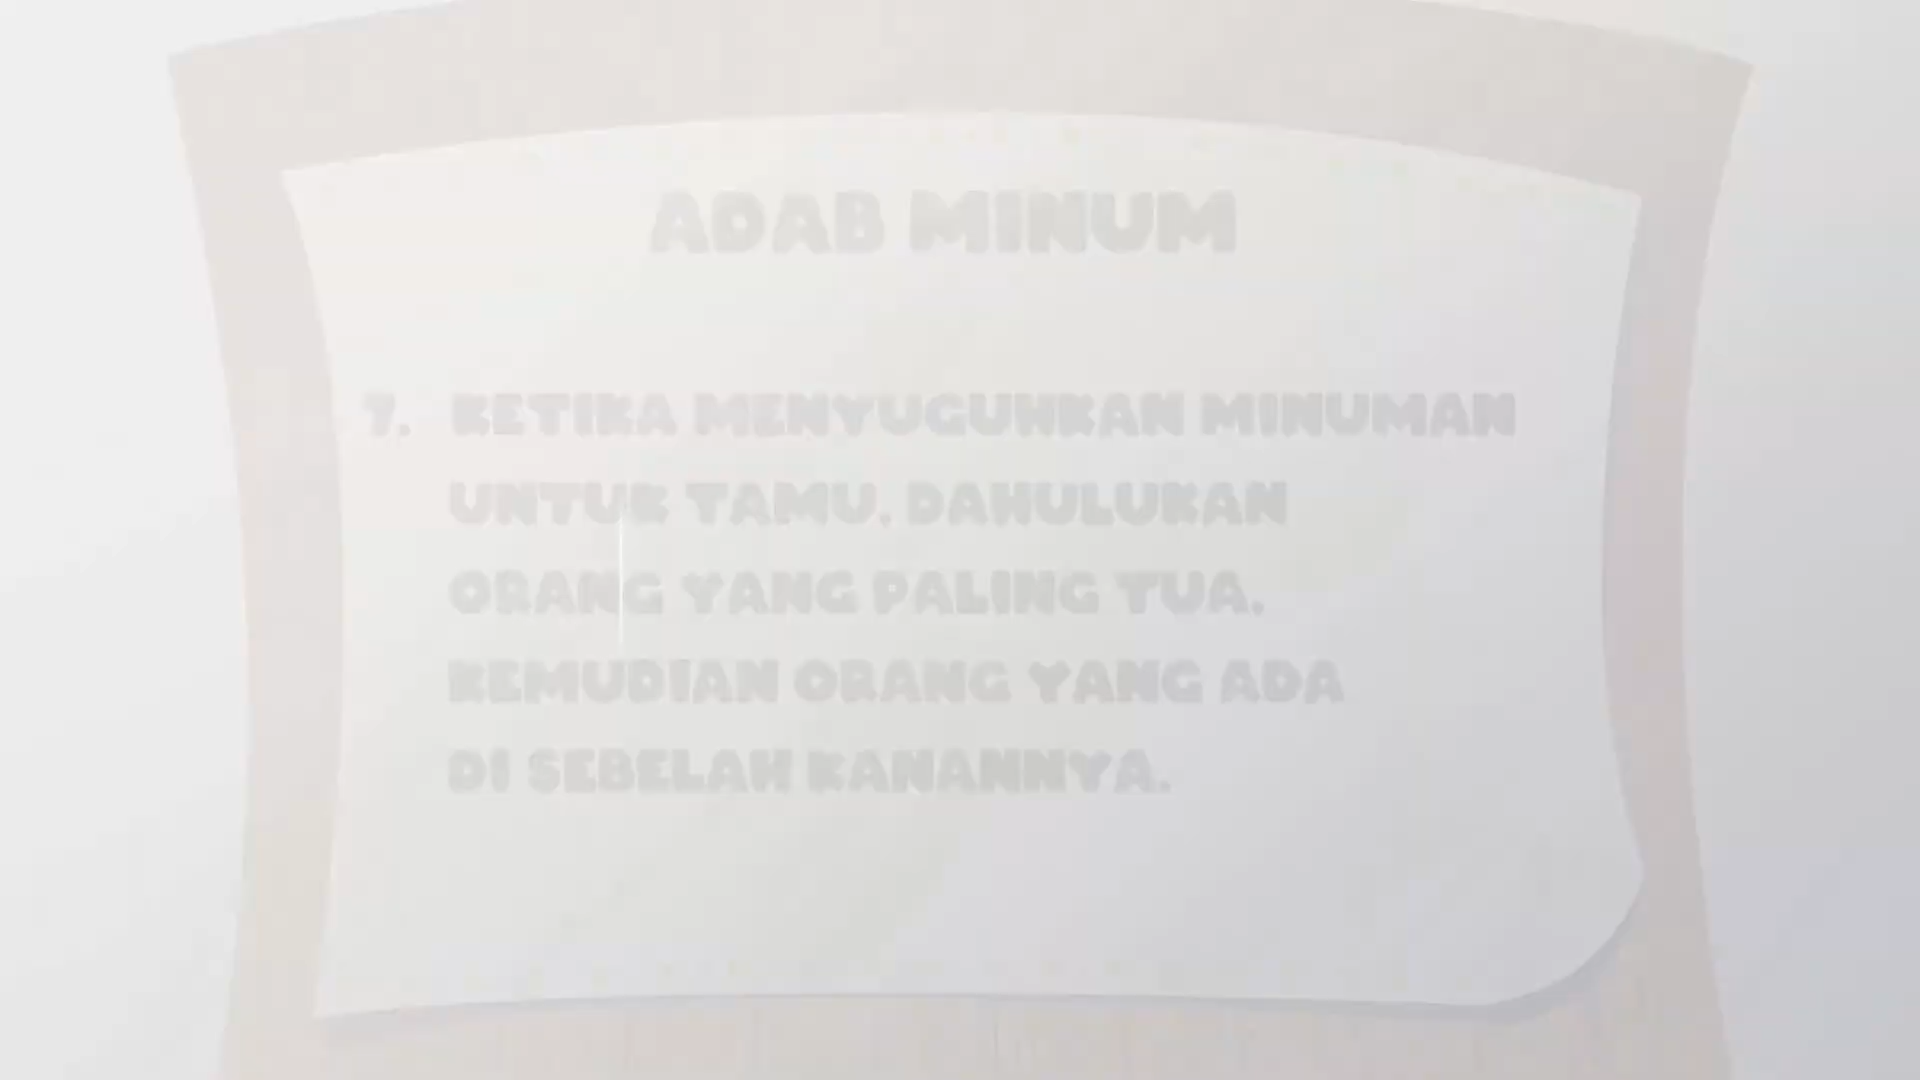 ADAB MINUM
7. KETIKA MENYUGUHKAN MINUMAN
UNTUK TAMU, DAHULUKAN
ORANG YANG PALING TUA,
KEMUDIAN ORANG YANG ADA
DI SEBELAH KANANNYA.